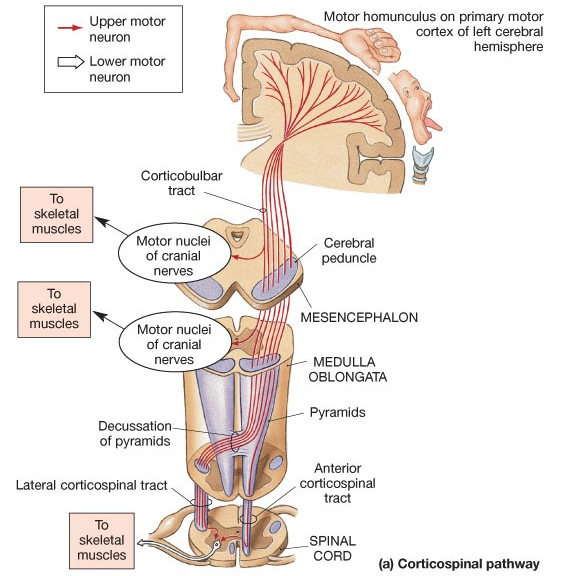 Upper motor
neuron
Lower motor
neuron
Motor homunculus on primary motor
cortex of left cerebral
hemisphere
Corticobulbar
tract
To
skeletal
muscles
Motor nuclei
of cranial
nerves
Cerebral
peduncle
To
skeletal
muscles
MESENCEPHALON
Motor nuclei
of cranial
nerves
MEDULLA
OBLONGATA
Pyramids
Decussation
of pyramids
Lateral corticospinal tract
Anterior
corticospinal
tract
To
skeletal
muscles
SPINAL
CORD
(a) Corticospinal pathway